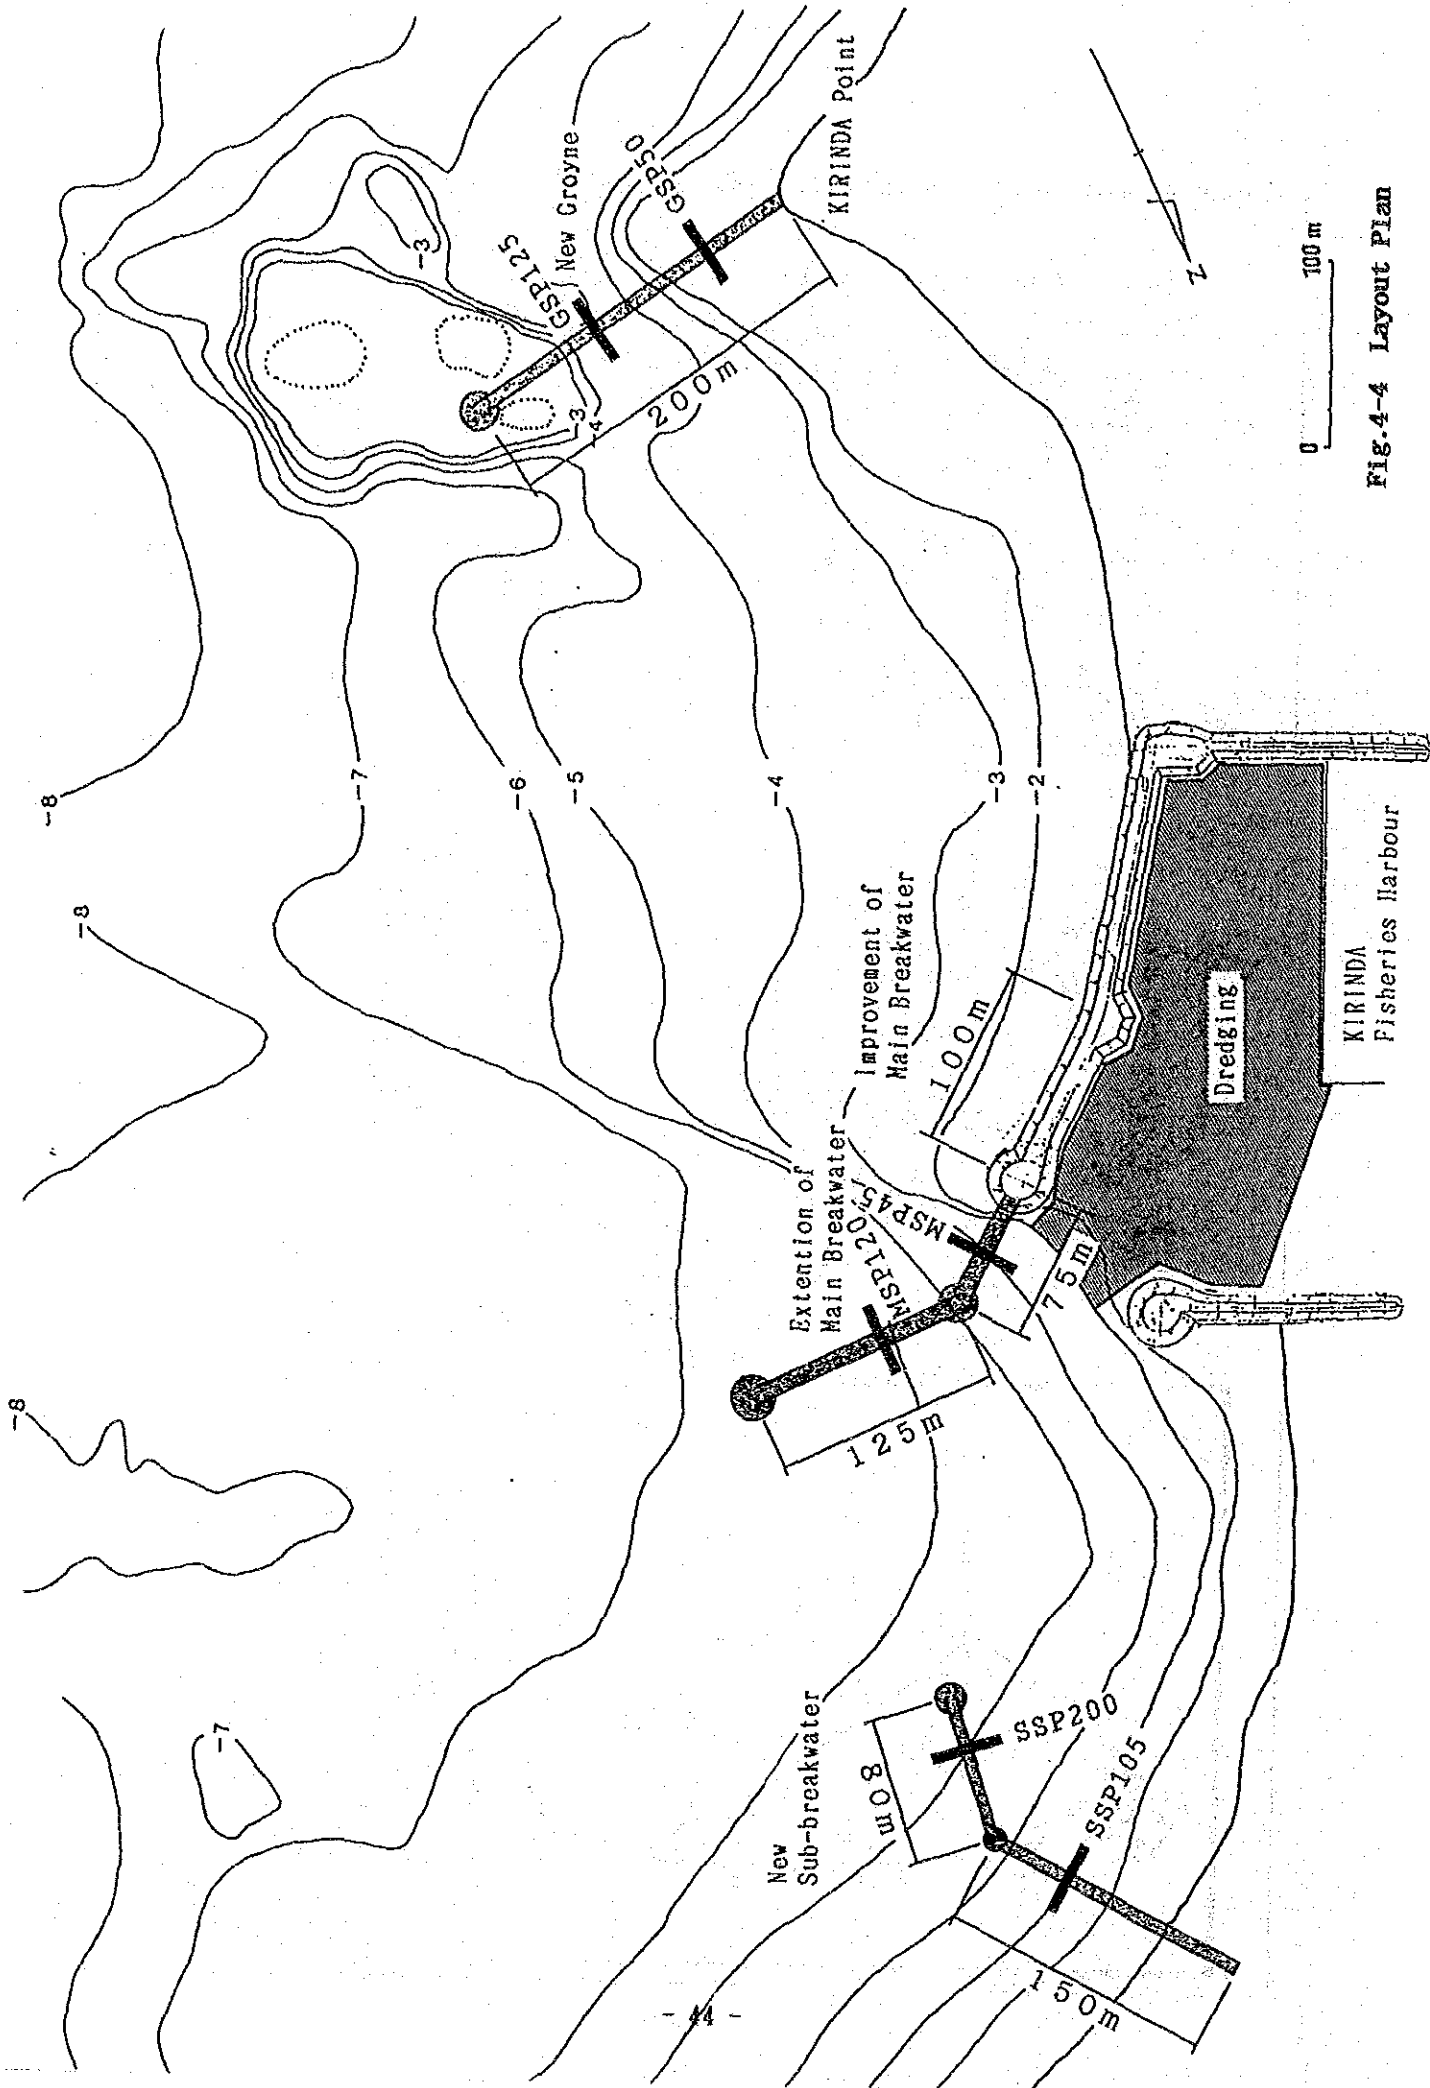 -8
-8
-8
-7
-7
-6
-5
-4
-3
-2
-3
-3
-4
GSP125
New Groyne
GSP50
KIRINDA Point
200m
Improvement of
Main Breakwater
100m
Extention of
Main Breakwater
MSP120
MSP45
75m
125m
New
Sub-breakwater
80m
SSP200
SSP105
150m
Dredging
KIRINDA
Fisheries Harbour
N
0 100m
Fig.4-4 Layout Plan
- 44 -